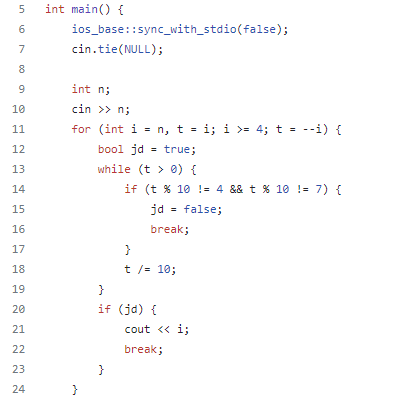 5 int main() {
6     ios_base::sync_with_stdio(false);
7     cin.tie(NULL);
8
9     int n;
10     cin >> n;
11     for (int i = n, t = i; i >= 4; t = --i) {
12         bool jd = true;
13         while (t > 0) {
14             if (t % 10 != 4 && t % 10 != 7) {
15                 jd = false;
16                 break;
17             }
18             t /= 10;
19         }
20         if (jd) {
21             cout << i;
22             break;
23         }
24     }